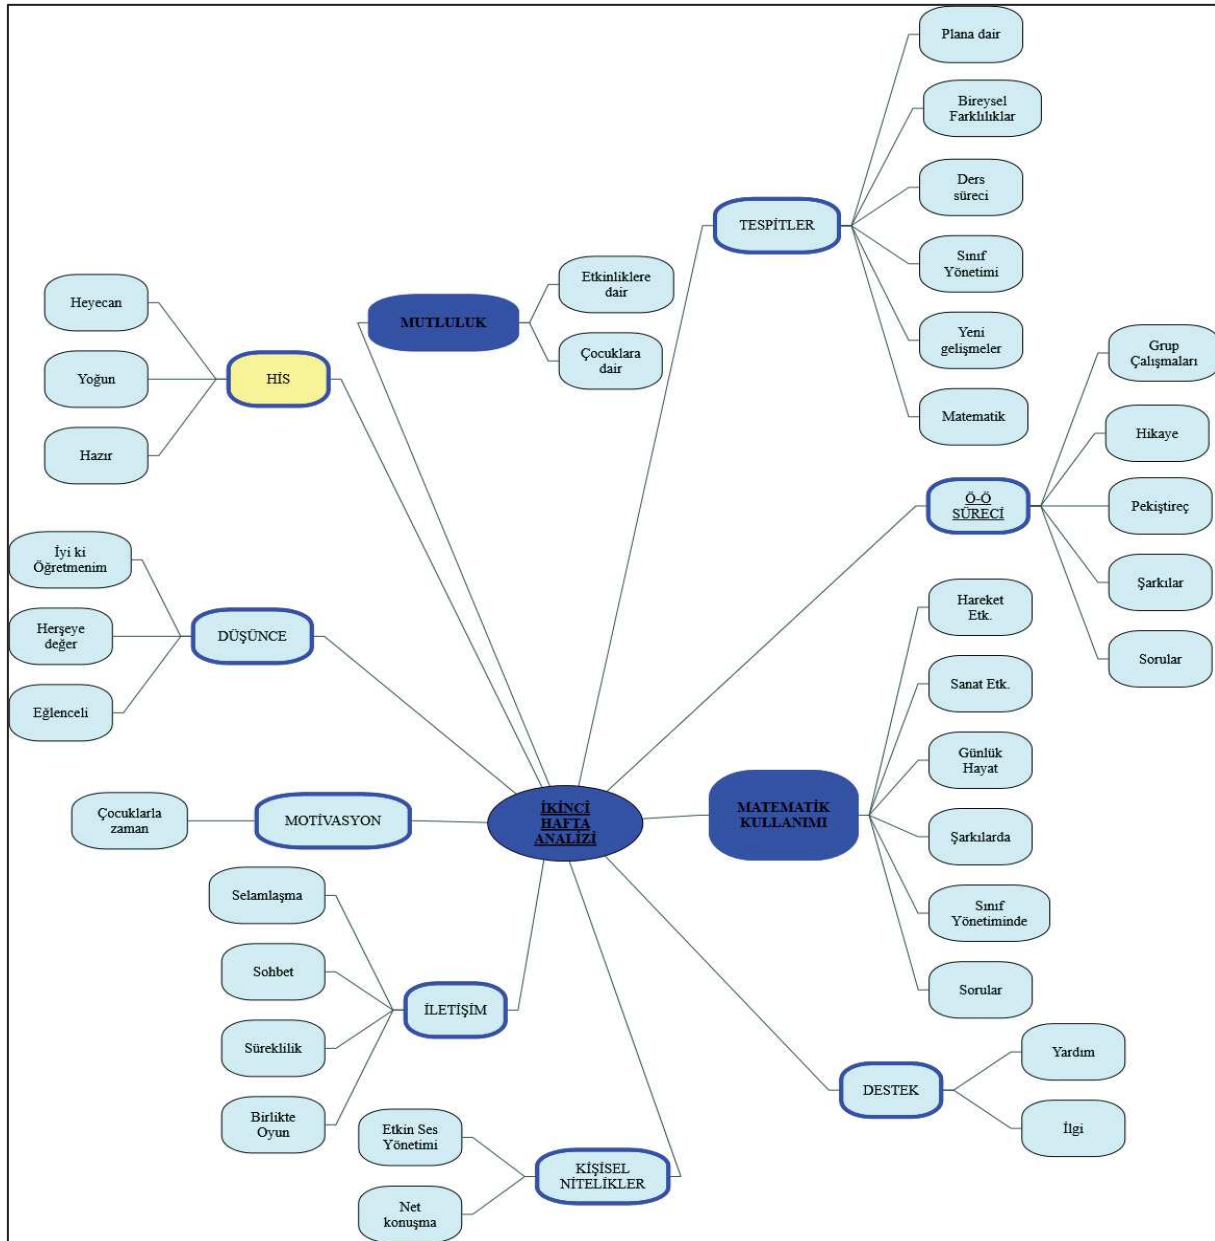 Plana dair
Bireysel
Farklılıklar
Ders
süreci
TESPİTLER
Sınıf
Yönetimi
Yeni
gelişmeler
Matematik
Etkinliklere
dair
MUTLULUK
Çocuklara
dair
Heyecan
Yoğun
HİS
Hazır
Grup
Çalışmaları
Hikaye
Ö-Ö
SÜRECİ
Pekiştireç
Şarkılar
Sorular
İyi ki
Öğretmenim
Herşeye
değer
DÜŞÜNCE
Eğlenceli
Hareket
Etk.
Sanat Etk.
Günlük
Hayat
MATEMATİK
KULLANIMI
Şarkılarda
Sınıf
Yönetiminde
Sorular
Çocuklarla
zaman
MOTİVASYON
İKİNCİ
HAFTA
ANALİZİ
Selamlaşma
Sohbet
İLETİŞİM
Süreklilik
Birlikte
Oyun
Etkin Ses
Yönetimi
KİŞİSEL
NİTELİKLER
Net
konuşma
DESTEK
Yardım
İlgi